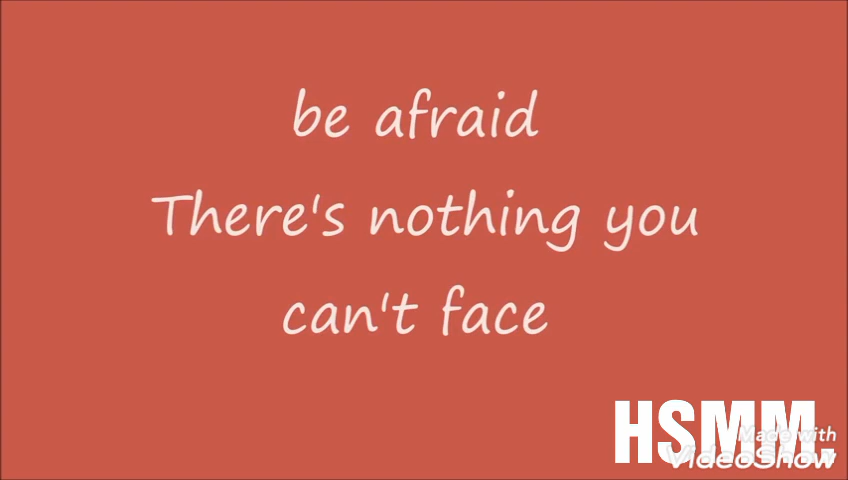 be afraid
There's nothing you
can't face
HSMM.
Made with
VideoShow